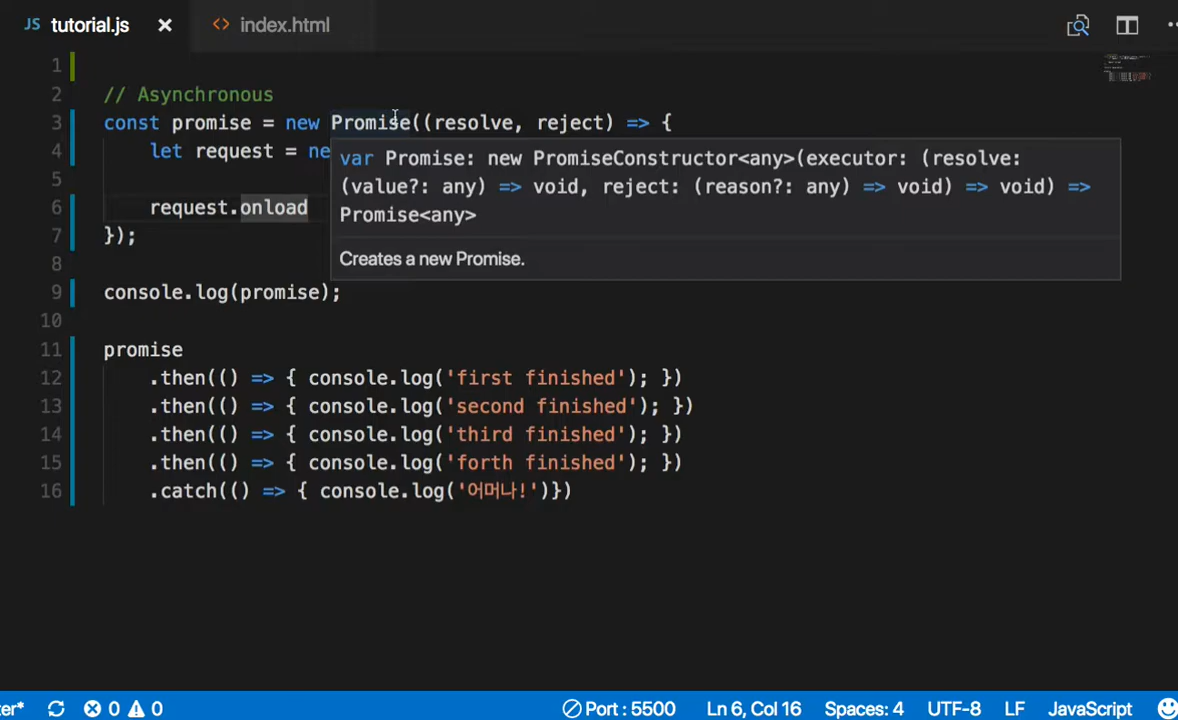 JS tutorial.js × <> index.html
1
2 // Asynchronous
3 const promise = new Promise((resolve, reject) => {
4 let request = ne
var Promise: new PromiseConstructor<any>(executor: (resolve:
(value?: any) => void, reject: (reason?: any) => void) => void) =>
Promise<any>
Creates a new Promise.
5
6 request.onload
7 });
8
9 console.log(promise);
10
11 promise
12 .then(() => { console.log('first finished'); })
13 .then(() => { console.log('second finished'); })
14 .then(() => { console.log('third finished'); })
15 .then(() => { console.log('forth finished'); })
16 .catch(() => { console.log('어머나!')})
ter* 0 0 Port : 5500 Ln 6, Col 16 Spaces: 4 UTF-8 LF JavaScript